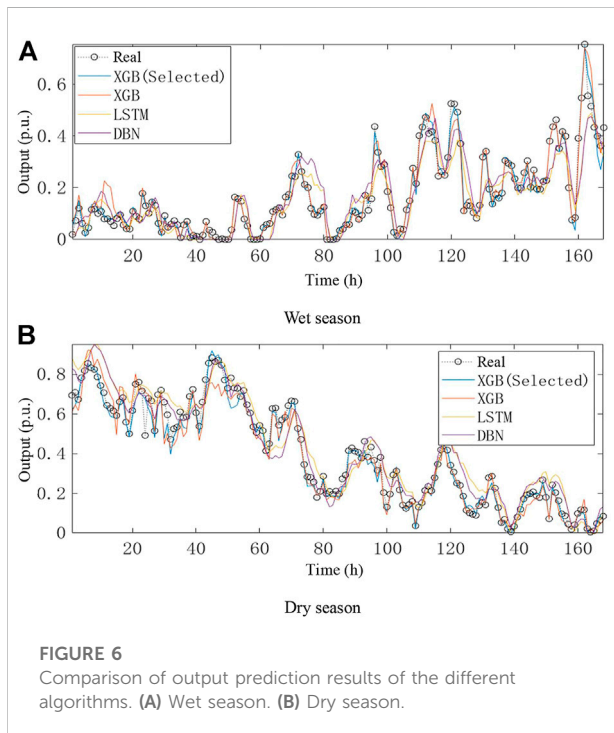 A
Output (p.u.)
0.6
0.4
0.2
0
Real
XGB(Selected)
XGB
LSTM
DBN
20 40 60 80 100 120 140 160
Time (h)
Wet season
B
Output (p.u.)
0.8
0.6
0.4
0.2
0
Real
XGB(Selected)
XGB
LSTM
DBN
20 40 60 80 100 120 140 160
Time (h)
Dry season
FIGURE 6
Comparison of output prediction results of the different
algorithms. (A) Wet season. (B) Dry season.